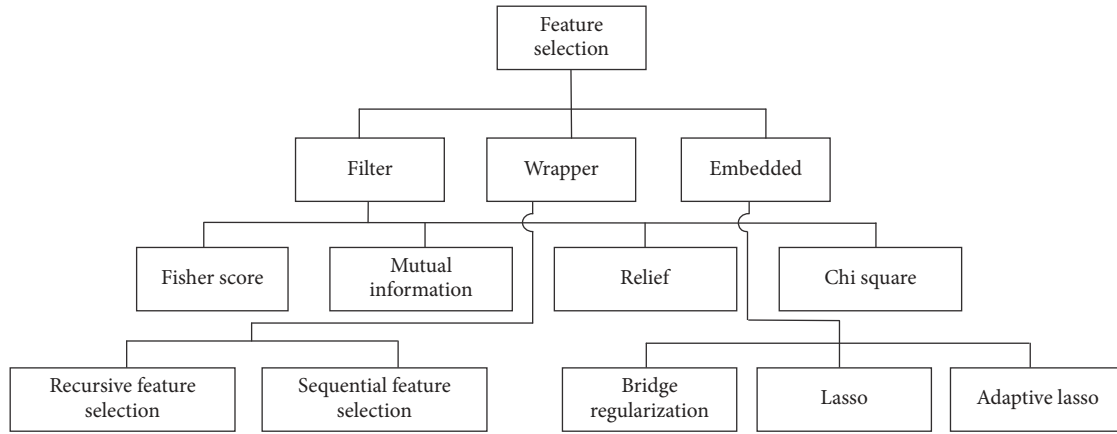 Feature
selection
Filter
Wrapper
Embedded
Fisher score
Mutual
information
Relief
Chi square
Recursive feature
selection
Sequential feature
selection
Bridge
regularization
Lasso
Adaptive lasso